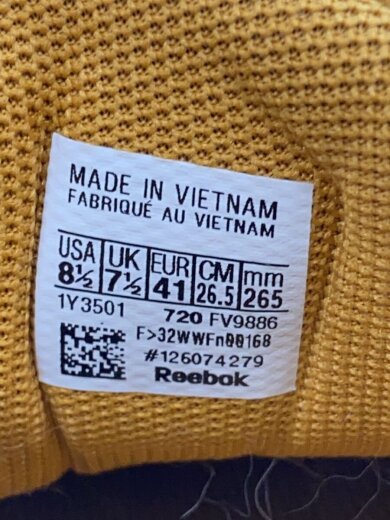 MADE IN VIETNAM
FABRIQUÉ AU VIETNAM
USA UK EUR CM mm
8½ 7½ 41 26.5 265
1Y3501 720 FV9886
F>32WWFn00168
#126074279
Reebok